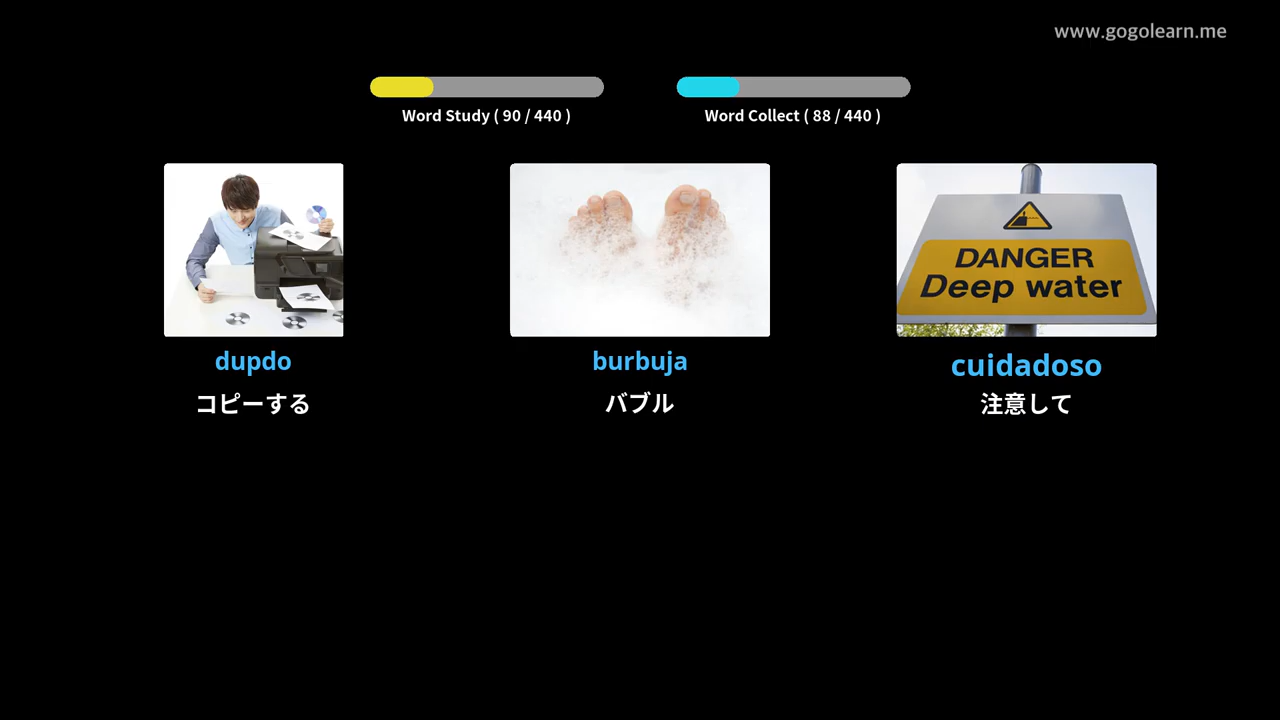 www.gogolearn.me
Word Study ( 90 / 440 )
Word Collect ( 88 / 440 )
DANGER
Deep water
dupdo
burbuja
cuidadoso
コピーする
バブル
注意して